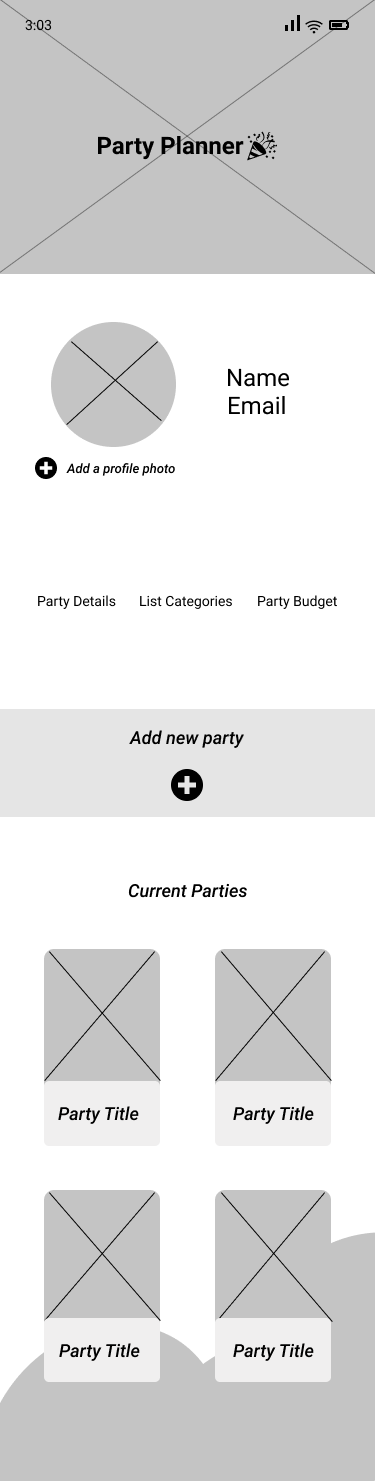 3:03
Party Planner
Name
Email
Add a profile photo
Party Details List Categories Party Budget
Add new party
Current Parties
Party Title Party Title
Party Title Party Title